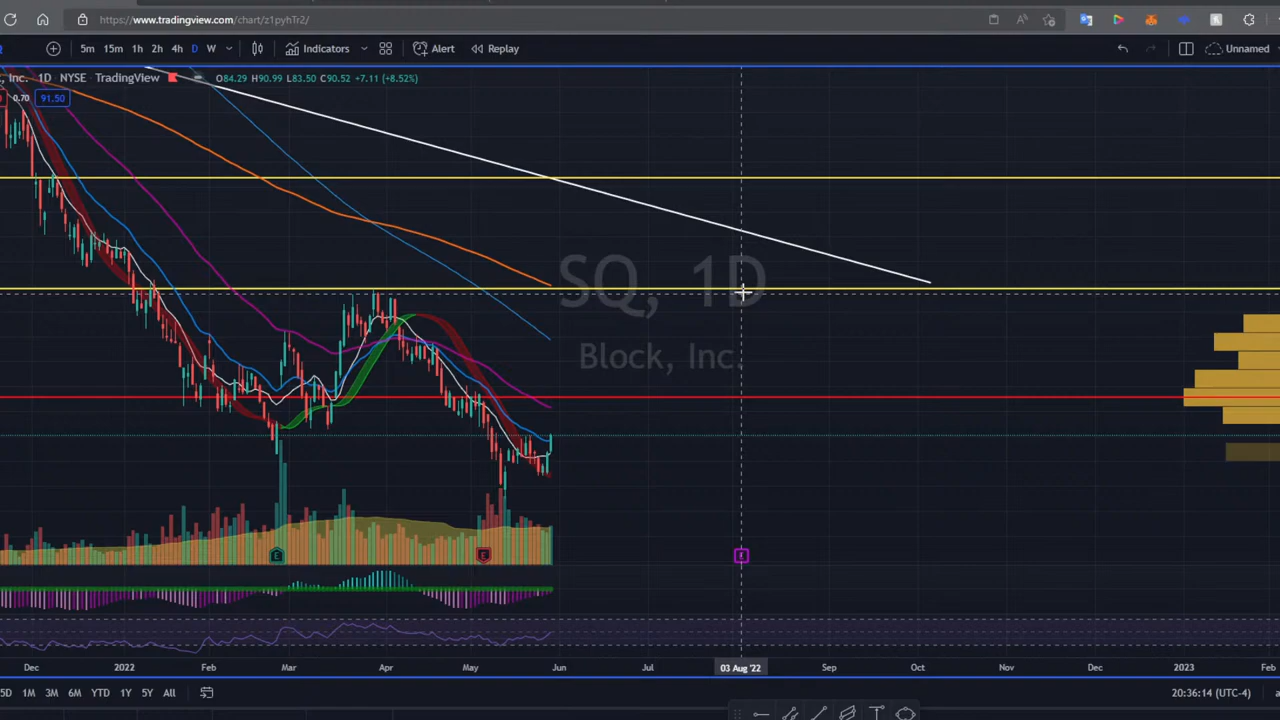 https://www.tradingview.com/chart/z1pyhTr2/
5m 15m 1h 2h 4h D W Indicators Alert Replay Unnamed
, Inc. 1D NYSE TradingView O84.29 H90.99 L83.50 C90.52 +7.11 (+8.52%)
0.70 91.50
SQ, 1D
Block, Inc.
E E E
Dec 2022 Feb Mar Apr May Jun Jul 03 Aug '22 Sep Oct Nov Dec 2023 Feb
5D 1M 3M 6M YTD 1Y 5Y All 20:36:14 (UTC-4)